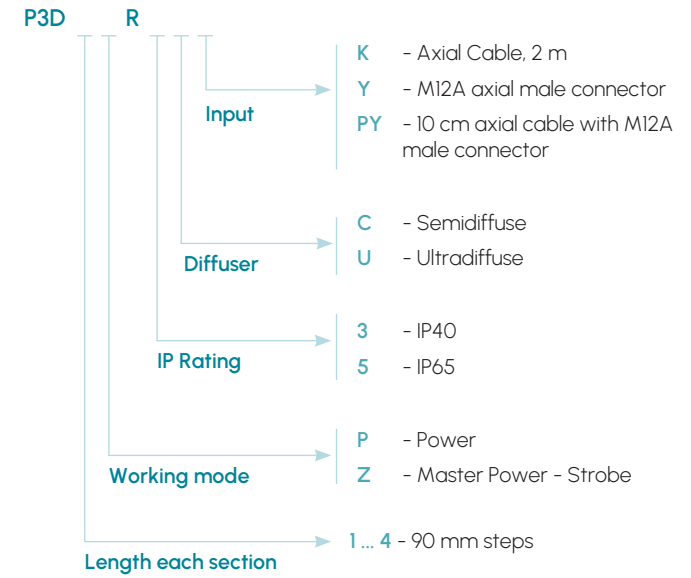 P3D R
K - Axial Cable, 2 m
Y - M12A axial male connector
PY - 10 cm axial cable with M12A
male connector
Input
C - Semidiffuse
U - Ultradiffuse
Diffuser
3 - IP40
5 - IP65
IP Rating
P - Power
Z - Master Power - Strobe
Working mode
1 ... 4 - 90 mm steps
Length each section